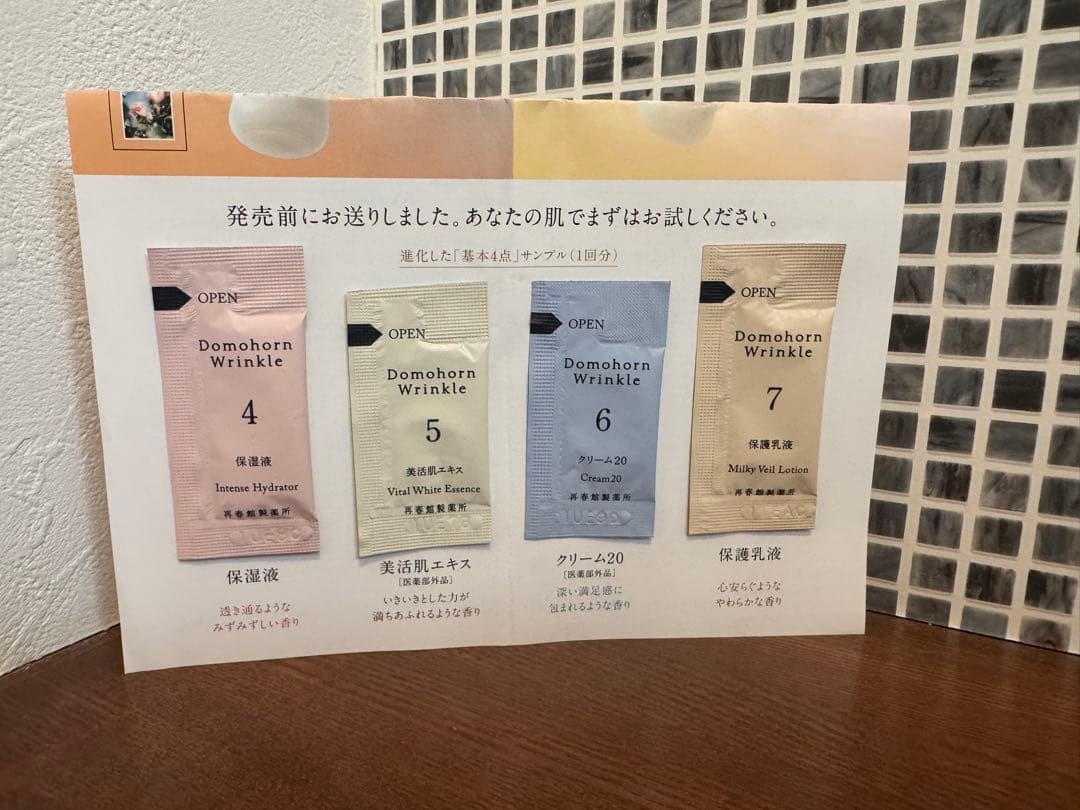 発売前にお送りしました。あなたの肌でまずはお試しください。
進化した「基本4点」サンプル(1回分)
OPEN
Domohorn
Wrinkle
4
保湿液
Intense Hydrator
再春館製薬所
OPEN
Domohorn
Wrinkle
5
美活肌エキス
Vital White Essence
再春館製薬所
OPEN
Domohorn
Wrinkle
6
クリーム20
Cream20
再春館製薬所
OPEN
Domohorn
Wrinkle
7
保護乳液
Milky Veil Lotion
再春館製薬所
保湿液
透き通るような
みずみずしい香り
美活肌エキス
[医薬部外品]
いきいきとした力が
満ちあふれるような香り
クリーム20
[医薬部外品]
深い満足感に
包まれるような香り
保護乳液
心安らぐような
やわらかな香り